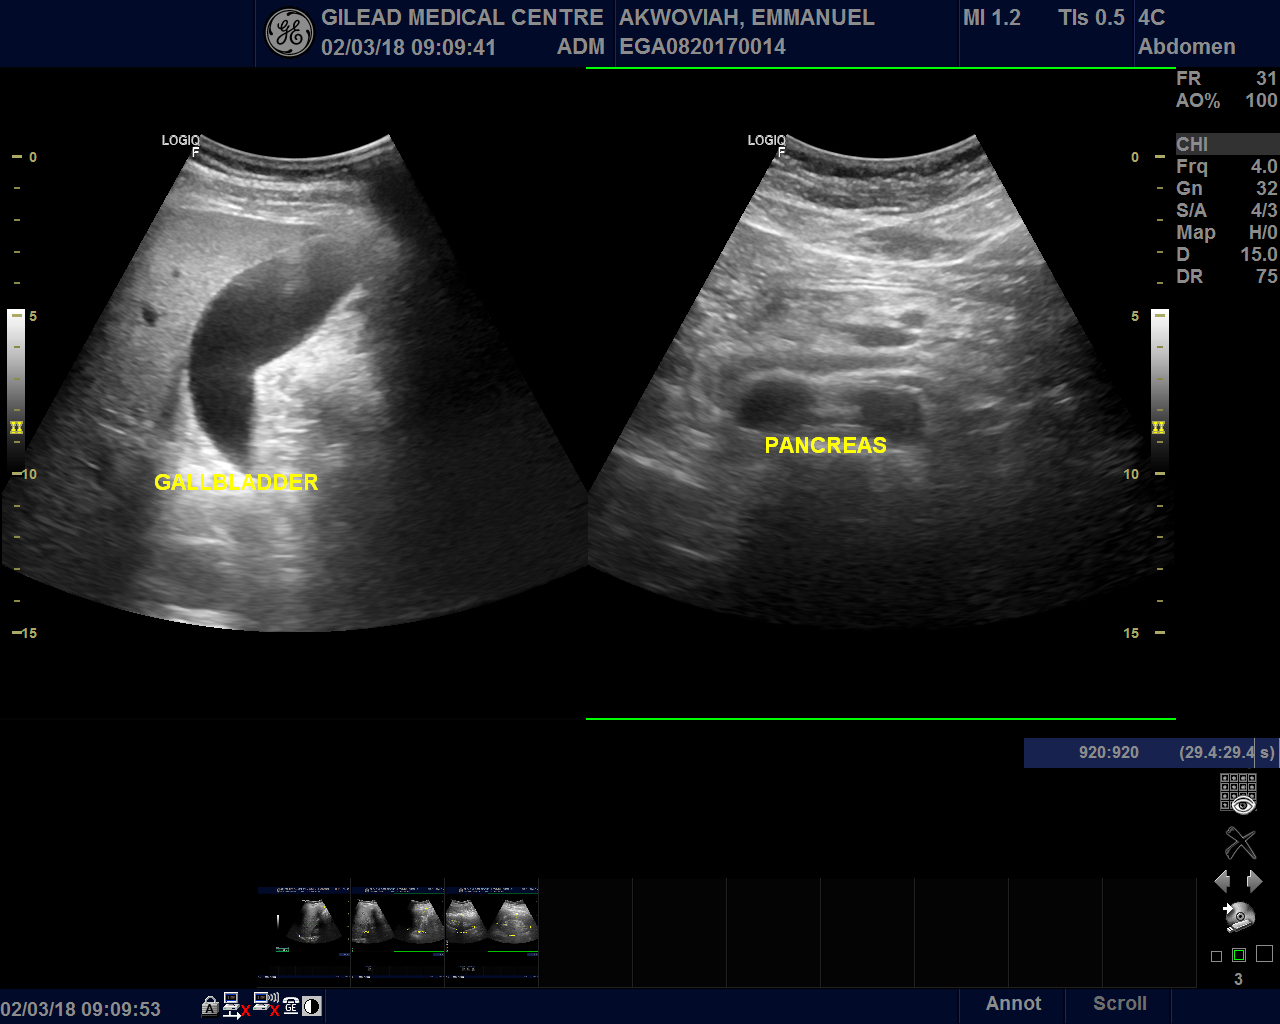 GILEAD MEDICAL CENTRE
02/03/18 09:09:41 ADM
AKWOVIAH, EMMANUEL
EGA0820170014
MI 1.2 TIs 0.5
4C
Abdomen
FR 31
AO% 100
CHI
Frq 4.0
Gn 32
S/A 4/3
Map H/0
D 15.0
DR 75
LOGIQ
F
0
5
10
15
GALLBLADDER
LOGIQ
F
0
5
10
15
PANCREAS
920:920 (29.4:29.4 s)
3
02/03/18 09:09:53
A
GE
Annot
Scroll